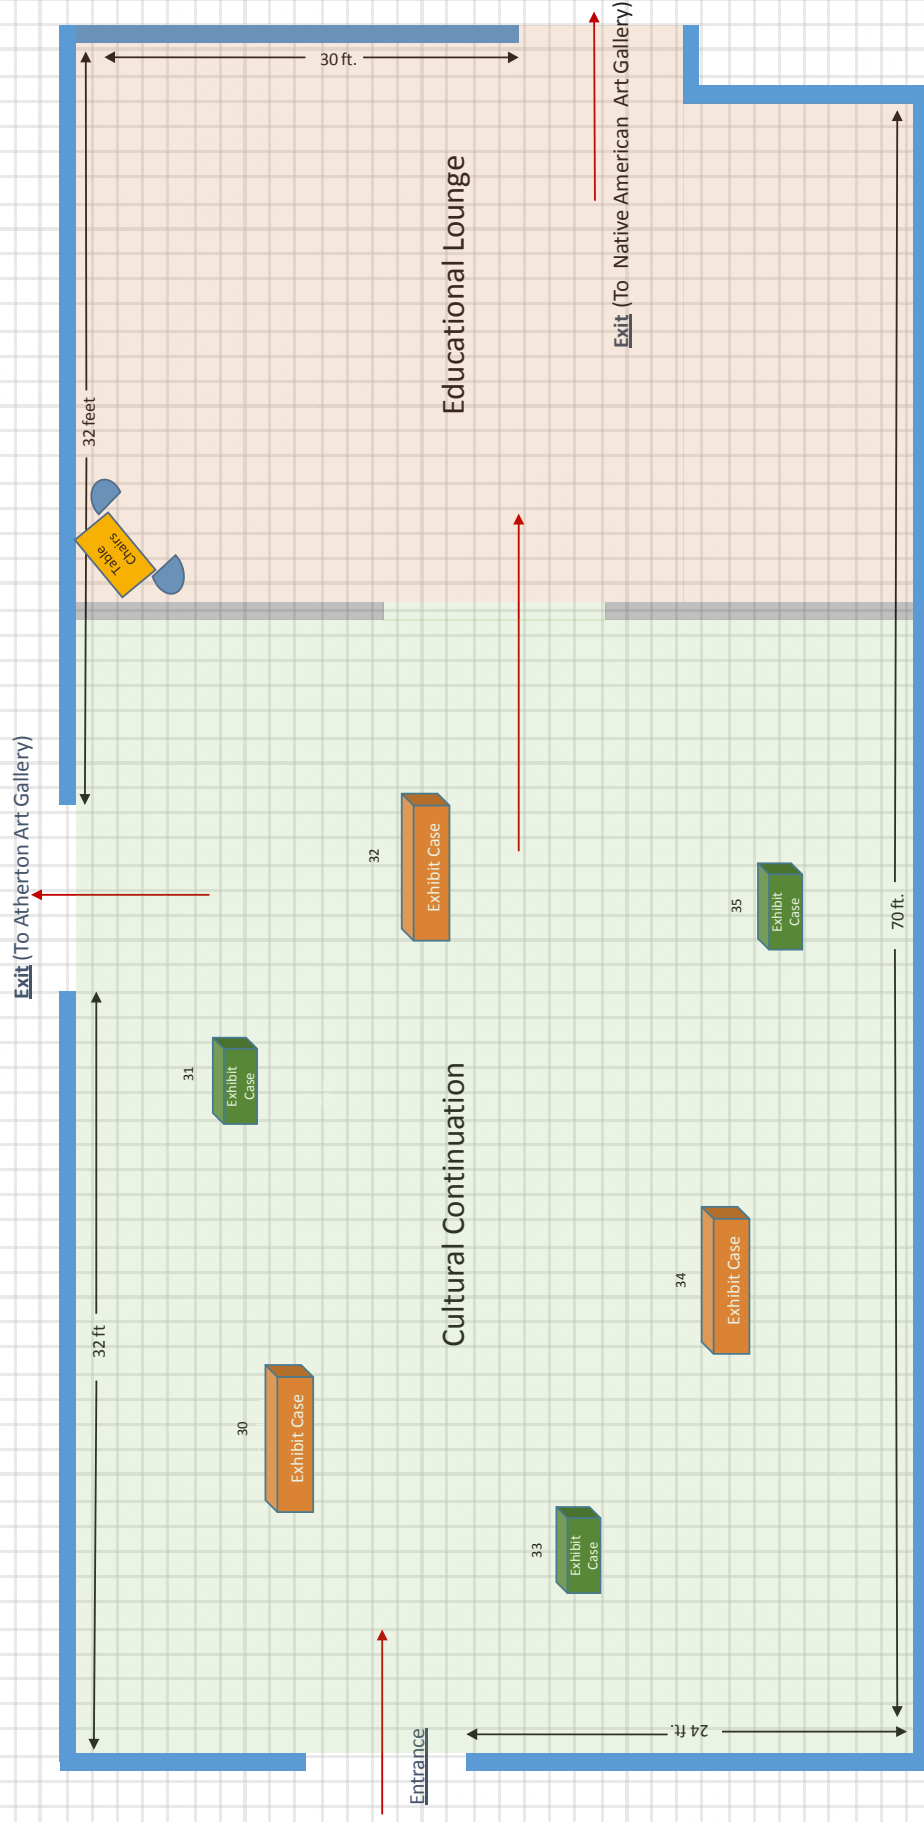 30 ft.
Exit (To Native American Art Gallery)
Educational Lounge
32 feet
Table
Chairs
Exit (To Atherton Art Gallery)
32
Exhibit Case
35
Exhibit
Case
70 ft.
31
Exhibit
Case
Cultural Continuation
34
Exhibit Case
32 ft
30
Exhibit Case
33
Exhibit
Case
24 ft.
Entrance